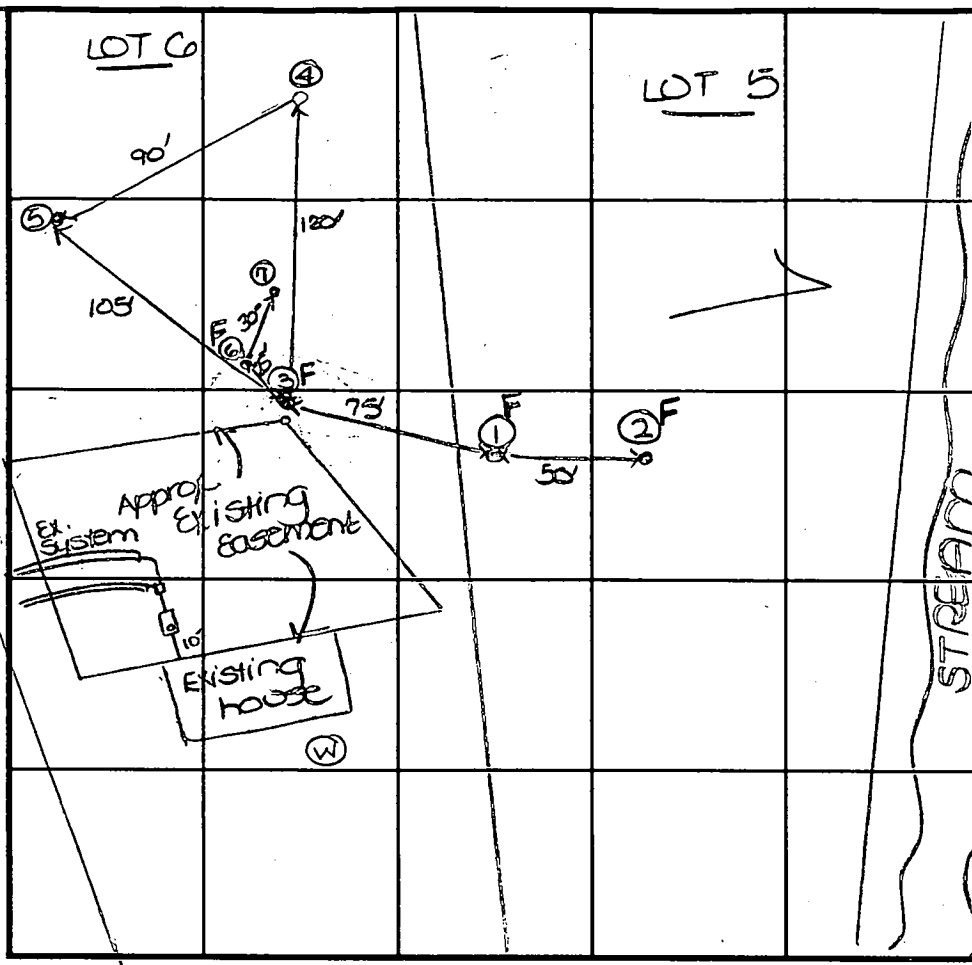 LOT 6
④
LOT 5
90'
⑤
120'
⑦
105'
30'
F
⑥
③ F
75'
F
①
② F
50'
Approx
Existing
Easement
Ex.
System
10'
Existing
house
W
STREAM